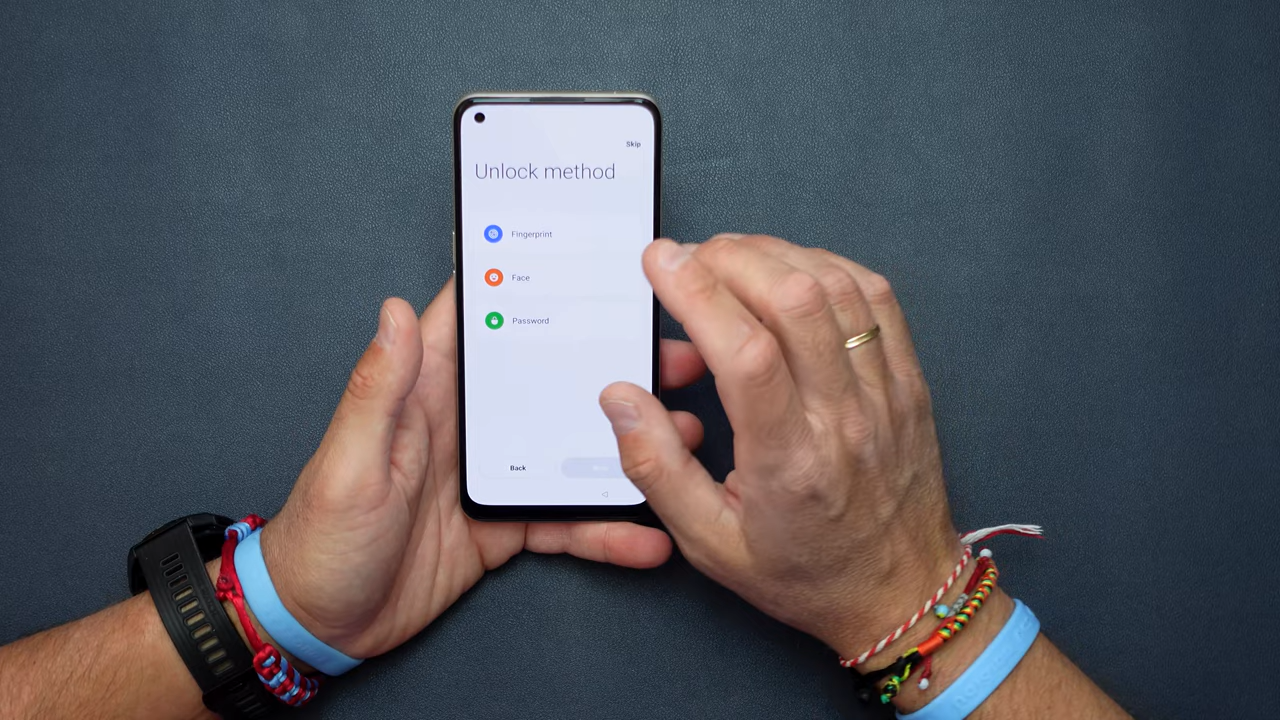 Skip
Unlock method
Fingerprint
Face
Password
Back